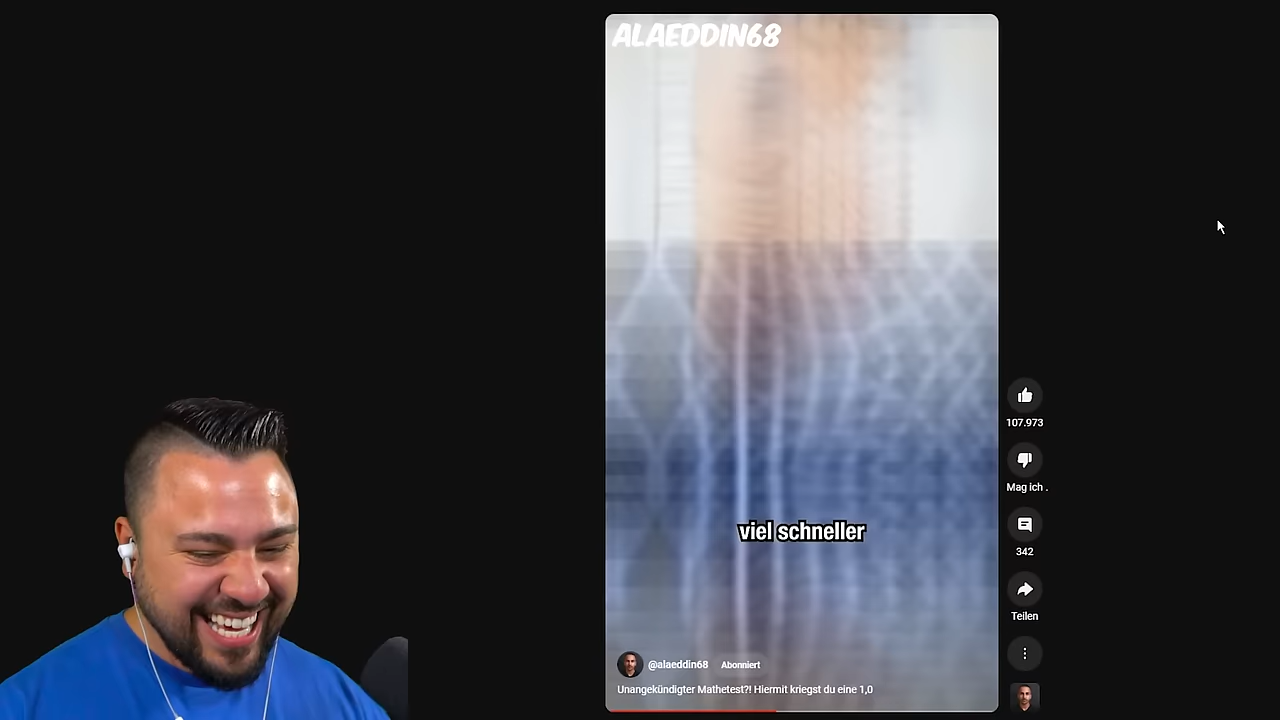 ALAEDDIN68
viel schneller
@alaeddin68 Abonniert
Unangekündigter Mathetest?! Hiermit kriegst du eine 1,0
107.973
Mag ich .
342
Teilen